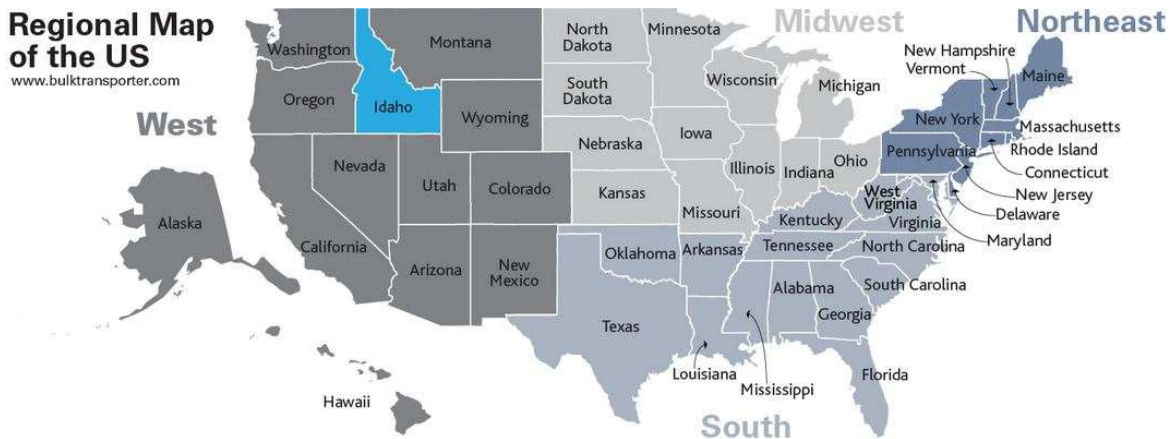 Regional Map
of the US
www.bulktransporter.com
West
Midwest
Northeast
Washington
Montana
Oregon
Idaho
Wyoming
Nevada
Utah
Colorado
California
Arizona
New
Mexico
Alaska
Hawaii
North
Dakota
Minnesota
South
Dakota
Wisconsin
Michigan
Nebraska
Iowa
Illinois
Indiana
Ohio
Kansas
Missouri
New Hampshire
Vermont
Maine
New York
Massachusetts
Rhode Island
Pennsylvania
Connecticut
New Jersey
West
Virginia
Delaware
Kentucky
Virginia
Maryland
Oklahoma
Arkansas
Tennessee
North Carolina
South Carolina
Alabama
Georgia
Texas
Louisiana
Mississippi
Florida
South